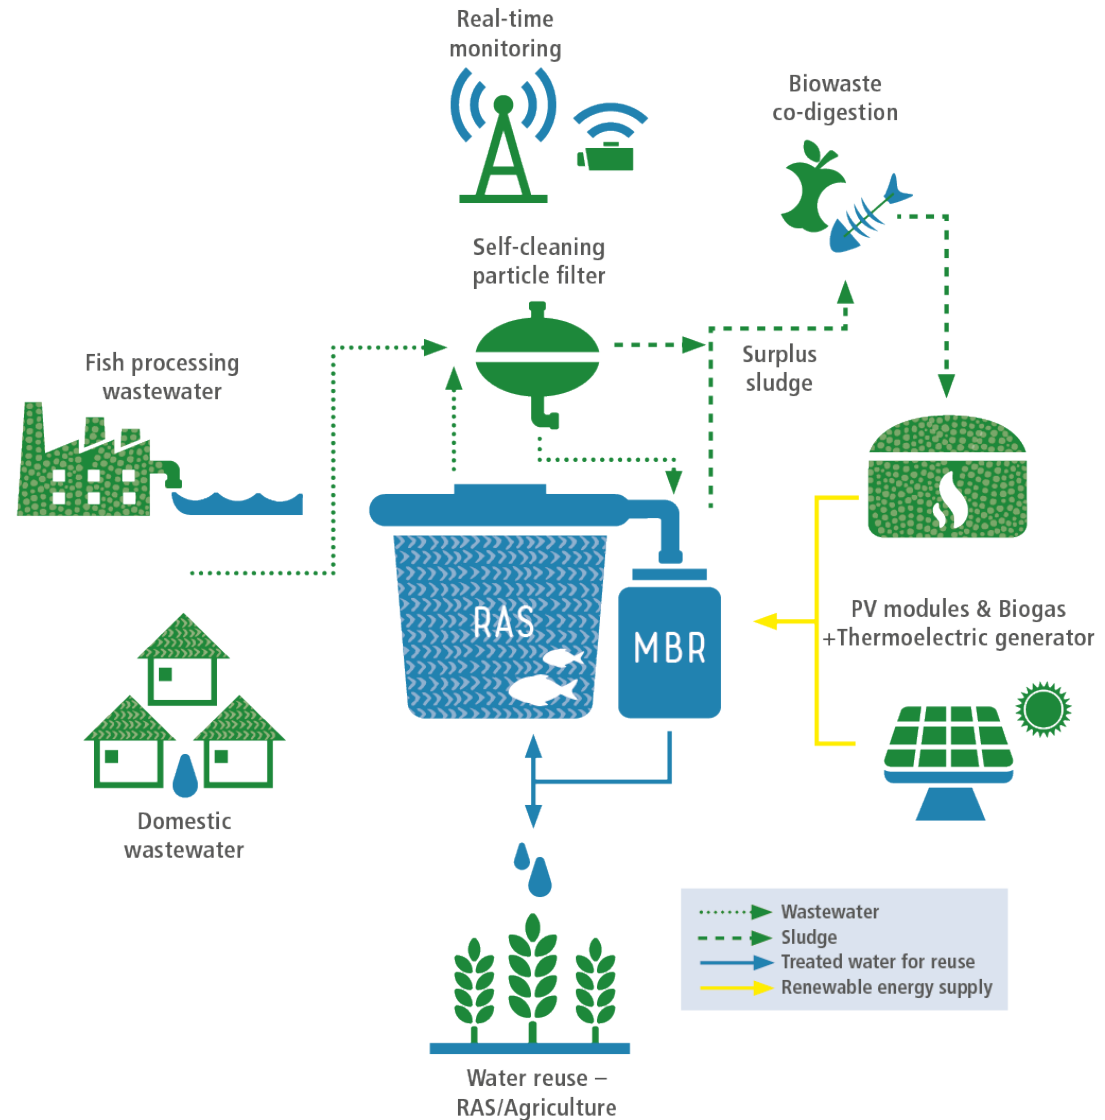 Real-time
monitoring
Biowaste
co-digestion
Self-cleaning
particle filter
Fish processing
wastewater
Surplus
sludge
RAS
MBR
PV modules & Biogas
+Thermoelectric generator
Domestic
wastewater
Wastewater
Sludge
Treated water for reuse
Renewable energy supply
Water reuse –
RAS/Agriculture